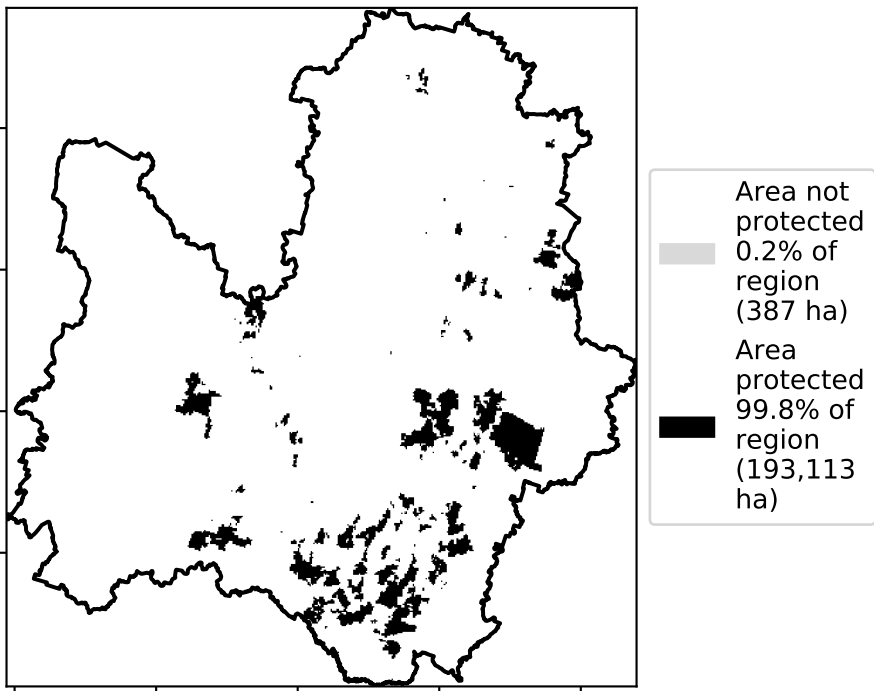 Area not
protected
0.2% of
region
(387 ha)
Area
protected
99.8% of
region
(193,113
ha)